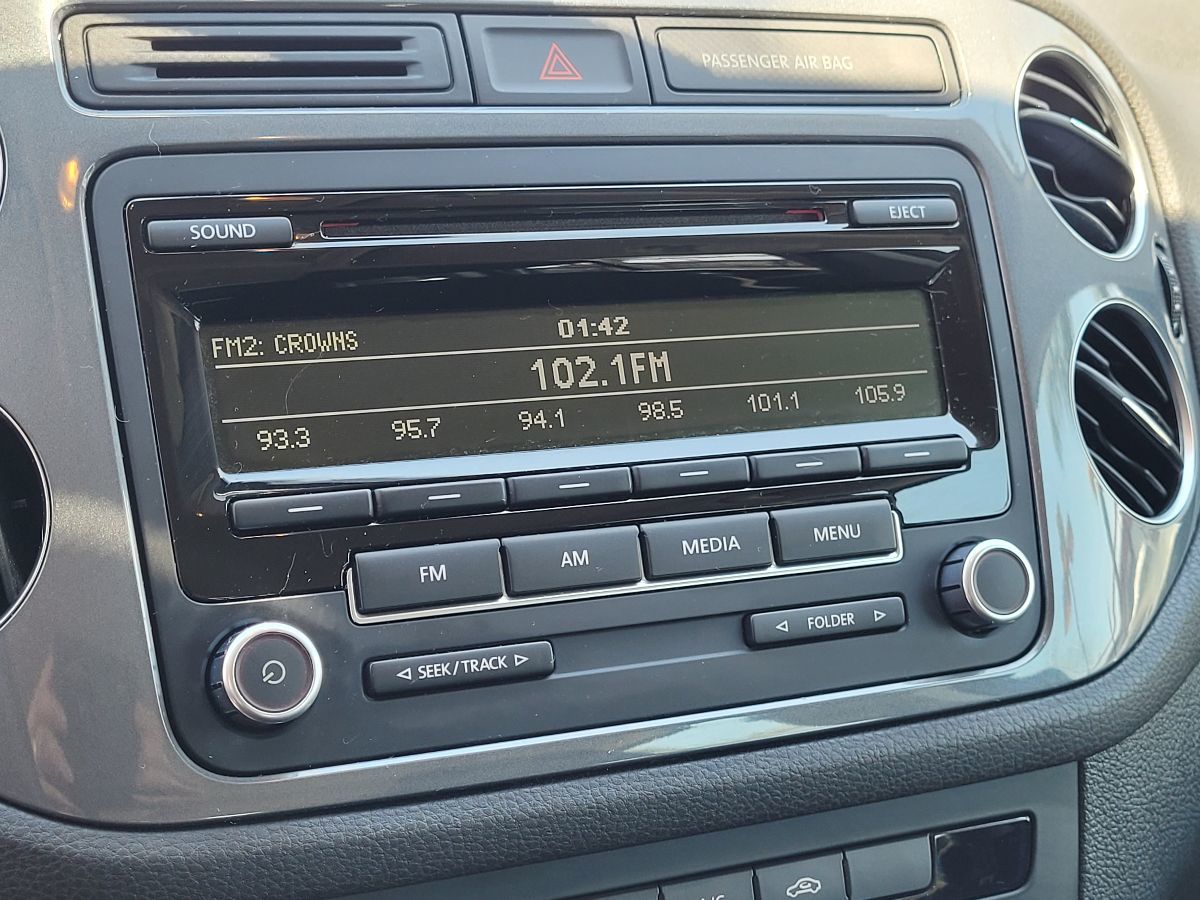 PASSENGER AIR BAG
SOUND
EJECT
FM2: CROWNS 01:42
102.1FM
93.3 95.7 94.1 98.5 101.1 105.9
FM AM MEDIA MENU
FOLDER
SEEK/TRACK